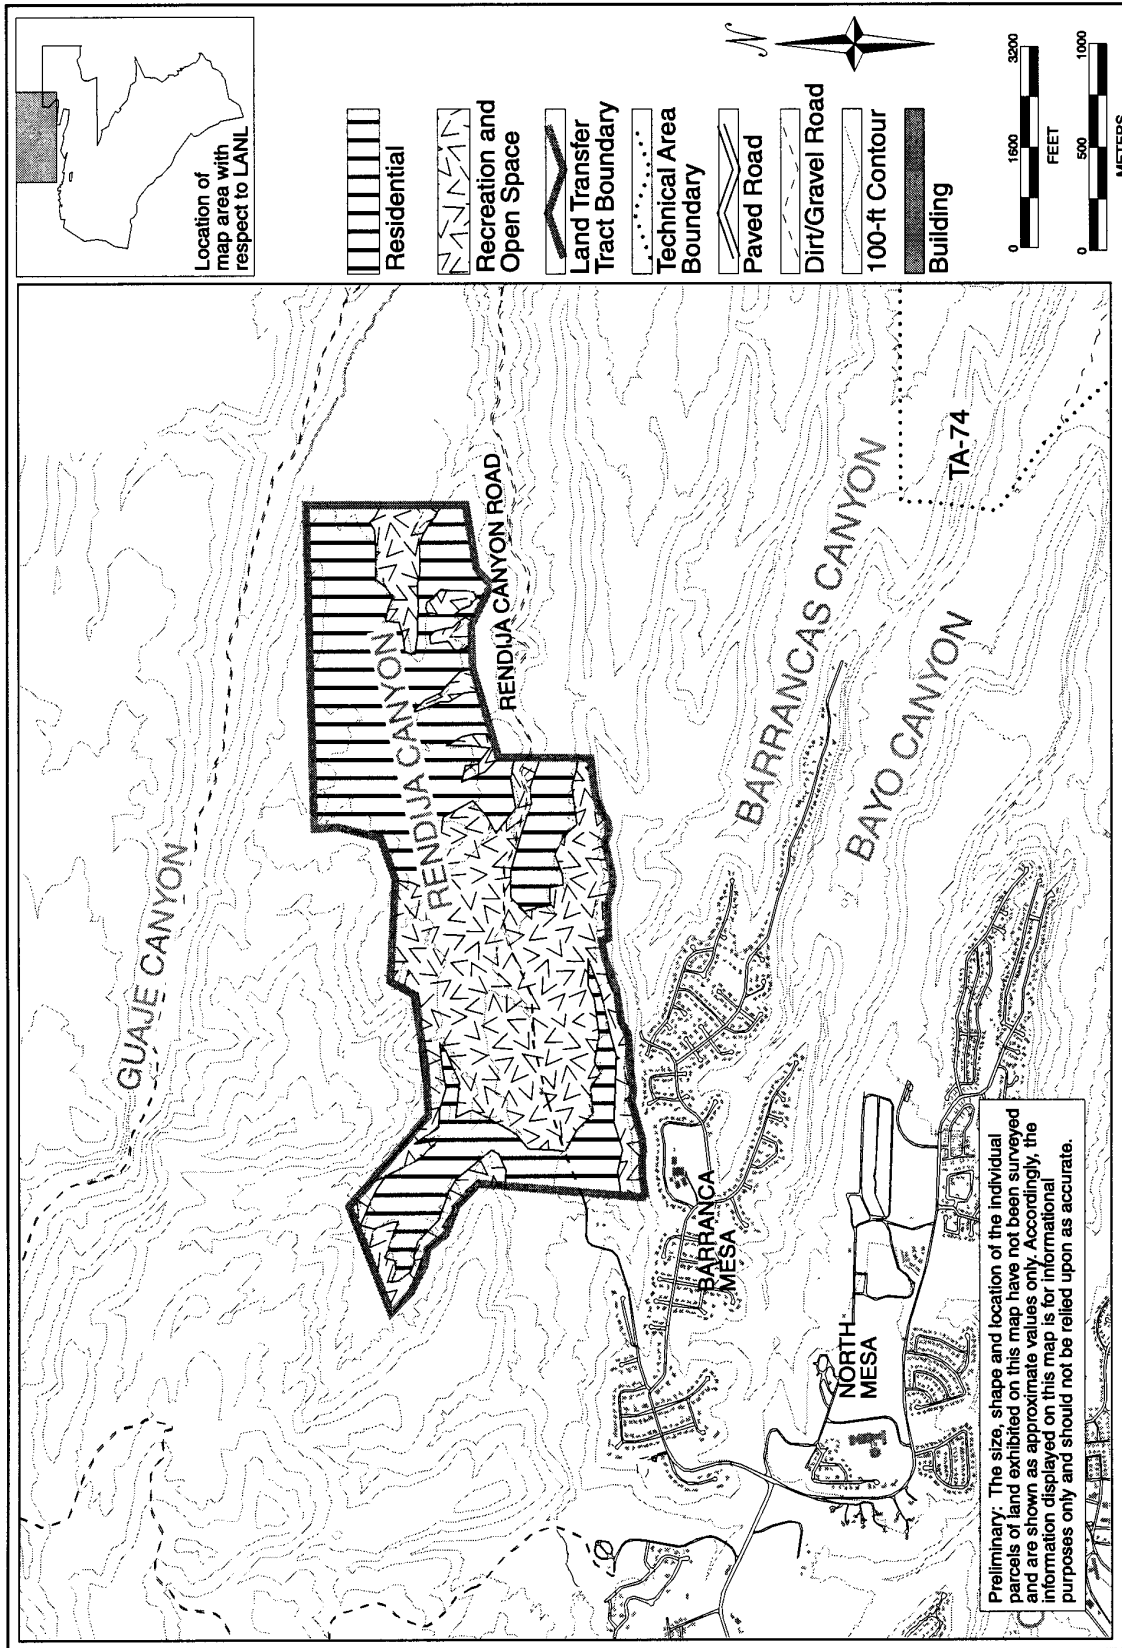 Location of
map area with
respect to LANL
Residential
Recreation and
Open Space
Land Transfer
Tract Boundary
Technical Area
Boundary
Paved Road
Dirt/Gravel Road
100-ft Contour
Building
N
0 1600 3200
FEET
0 500 1000
METERS
GUAJE CANYON
RENDIJA CANYON
RENDIJA CANYON ROAD
BARRANCAS CANYON
BAYO CANYON
TA-74
BARRANCA
MESA
NORTH
MESA
Preliminary: The size, shape and location of the individual
parcels of land exhibited on this map have not been surveyed
and are shown as approximate values only. Accordingly, the
information displayed on this map is for informational
purposes only and should not be relied upon as accurate.